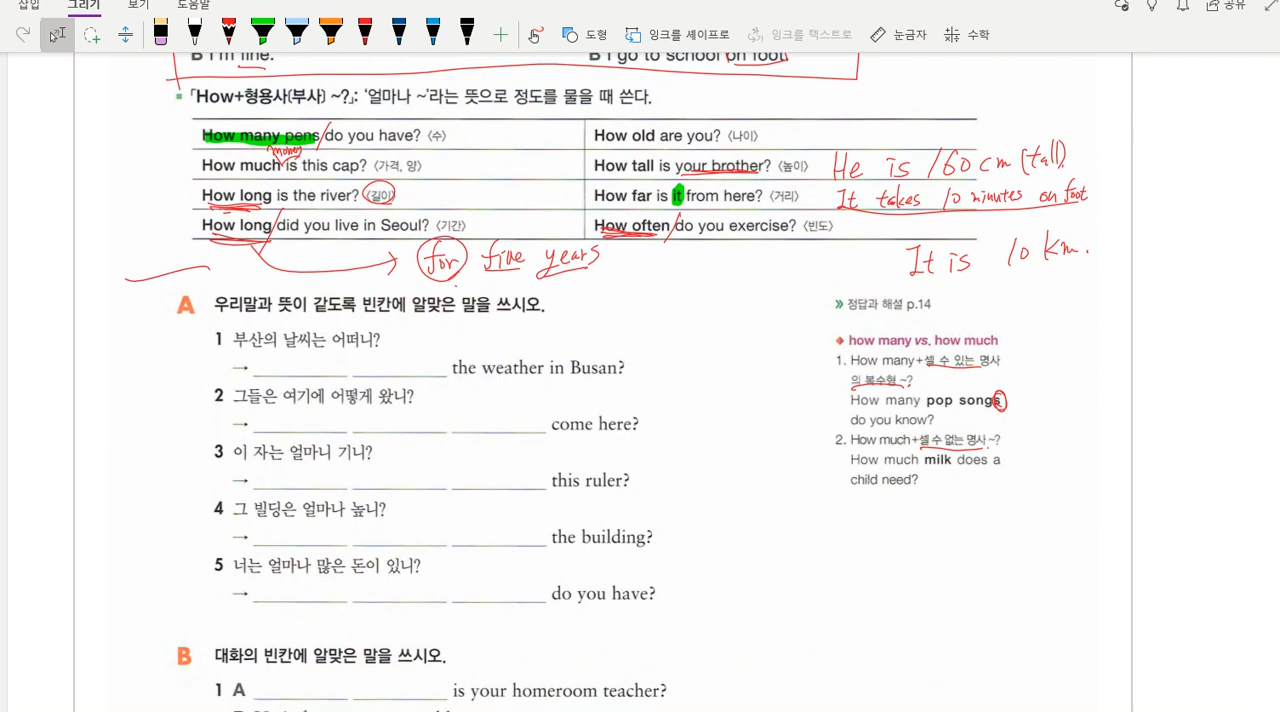 삽입 그리기 보기 도움말 공유
도형 잉크를 셰이프로 잉크를 텍스트로 눈금자 수학
B I'm fine. B I go to school on foot.
「How+형용사(부사) ~?」: ‘얼마나 ~’라는 뜻으로 정도를 물을 때 쓴다.
How many pens do you have? 〈수〉 How old are you? 〈나이〉
money
How much is this cap? 〈가격, 양〉 How tall is your brother? 〈높이〉 He is 160 cm (tall)
How long is the river? 〈길이〉 How far is it from here? 〈거리〉 It takes 10 minutes on foot
How long did you live in Seoul? 〈기간〉 How often do you exercise? 〈빈도〉
for five years It is 10 km.
A 우리말과 뜻이 같도록 빈칸에 알맞은 말을 쓰시오.
1 부산의 날씨는 어떠니?
→ the weather in Busan?
2 그들은 여기에 어떻게 왔니?
→ come here?
3 이 자는 얼마나 기니?
→ this ruler?
4 그 빌딩은 얼마나 높니?
→ the building?
5 너는 얼마나 많은 돈이 있니?
→ do you have?
» 정답과 해설 p.14
how many vs. how much
1. How many+셀 수 있는 명사
의 복수형 ~?
How many pop songs
do you know?
2. How much+셀 수 없는 명사 ~?
How much milk does a
child need?
B 대화의 빈칸에 알맞은 말을 쓰시오.
1 A is your homeroom teacher?